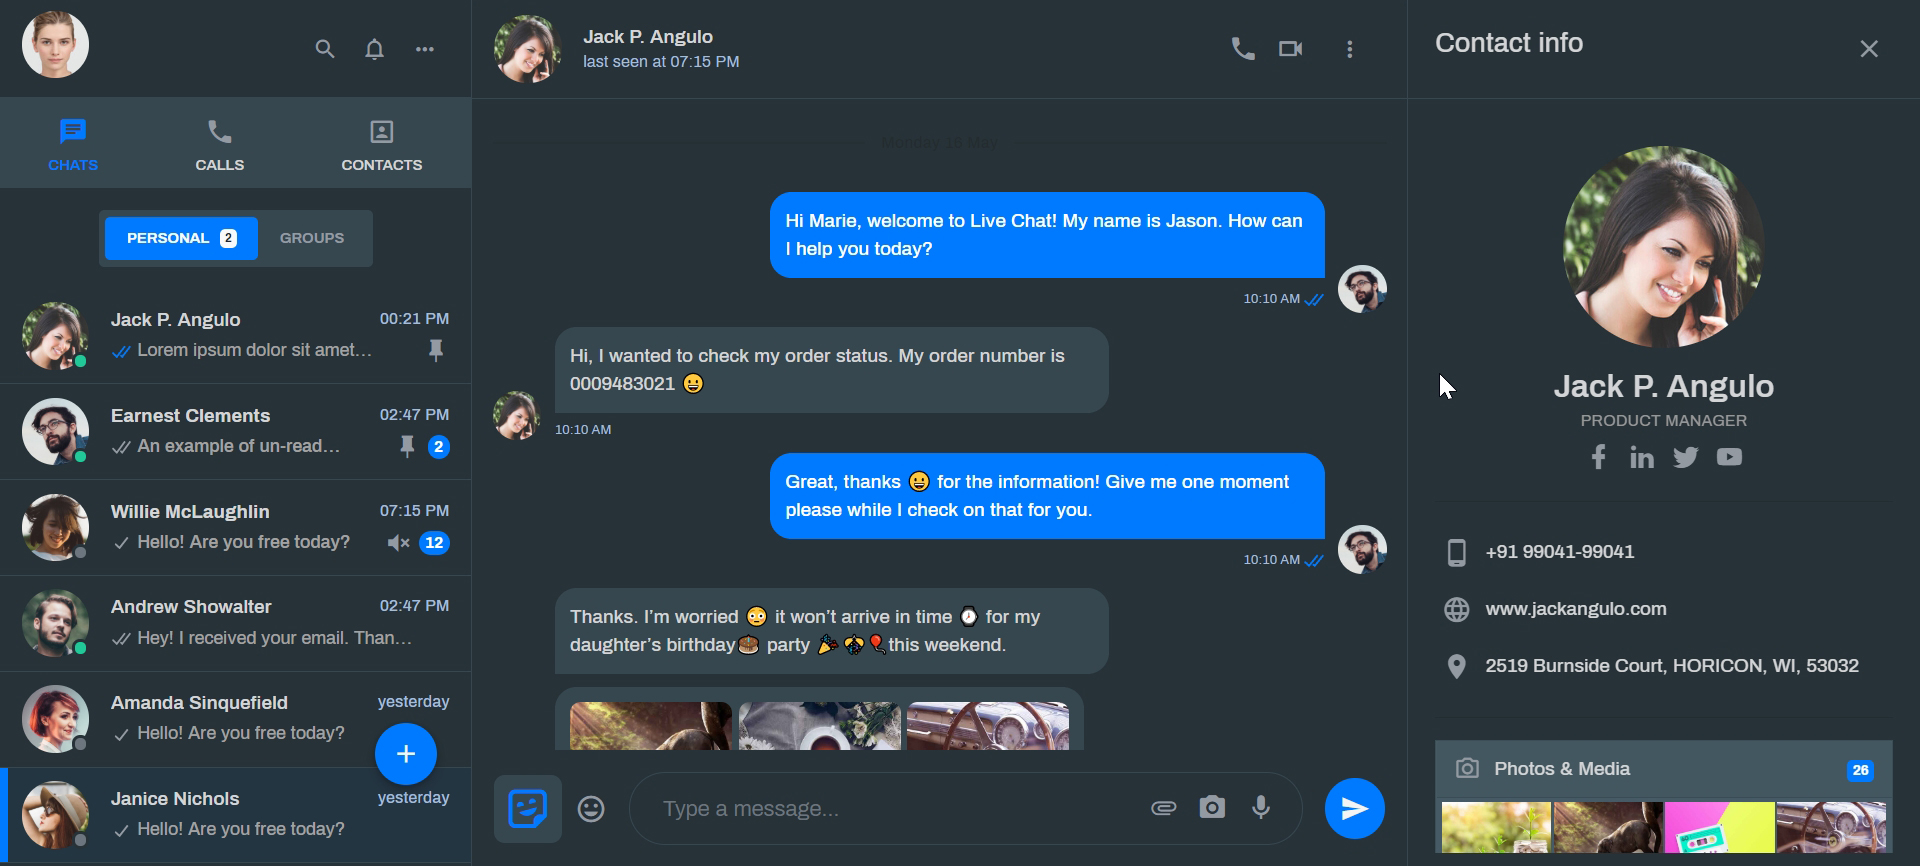 CHATS
CALLS
CONTACTS
PERSONAL 2
GROUPS
Jack P. Angulo
00:21 PM
Lorem ipsum dolor sit amet...
Earnest Clements
02:47 PM
An example of un-read...
2
Willie McLaughlin
07:15 PM
Hello! Are you free today?
12
Andrew Showalter
02:47 PM
Hey! I received your email. Than...
Amanda Sinquefield
yesterday
Hello! Are you free today?
Janice Nichols
yesterday
Hello! Are you free today?
Jack P. Angulo
last seen at 07:15 PM
Monday 18 May
Hi Marie, welcome to Live Chat! My name is Jason. How can
I help you today?
10:10 AM
Hi, I wanted to check my order status. My order number is
0009483021 😀
10:10 AM
Great, thanks 😀 for the information! Give me one moment
please while I check on that for you.
10:10 AM
Thanks. I’m worried 😳 it won’t arrive in time ⌚ for my
daughter’s birthday🎂 party 🎉🎊🎈this weekend.
Type a message...
Contact info
Jack P. Angulo
PRODUCT MANAGER
+91 99041-99041
www.jackangulo.com
2519 Burnside Court, HORICON, WI, 53032
Photos & Media
26